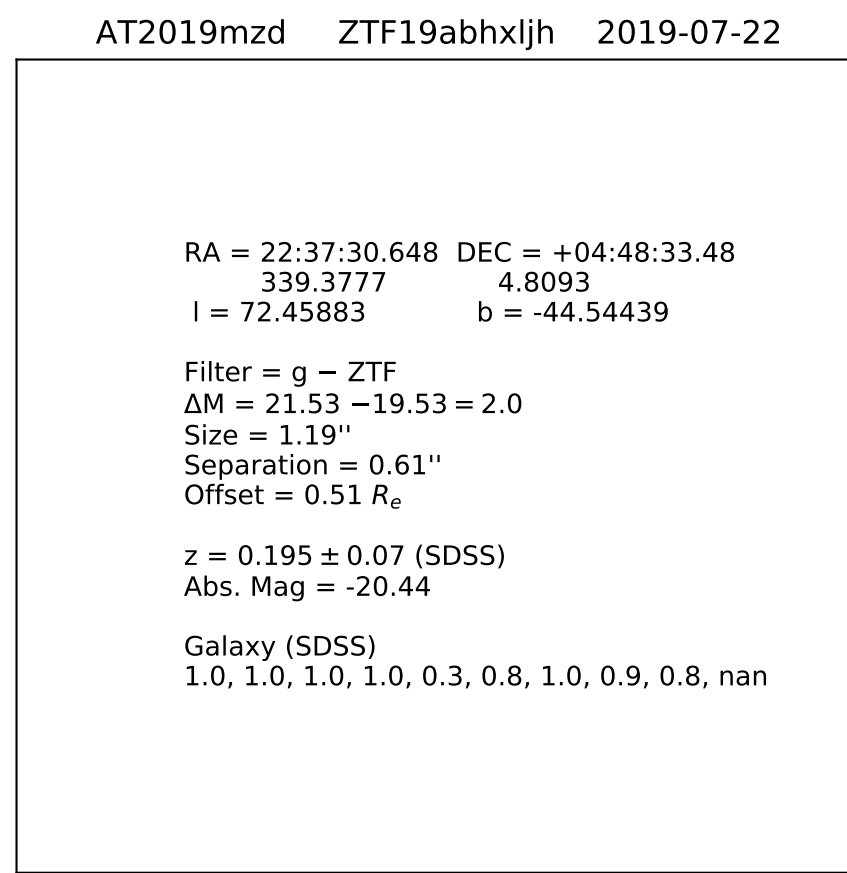 AT2019mzd ZTF19abhxljh 2019-07-22
RA = 22:37:30.648 DEC = +04:48:33.48
339.3777 4.8093
l = 72.45883 b = -44.54439
Filter = g − ZTF
ΔM = 21.53 −19.53 = 2.0
Size = 1.19''
Separation = 0.61''
Offset = 0.51 Re
z = 0.195 ± 0.07 (SDSS)
Abs. Mag = -20.44
Galaxy (SDSS)
1.0, 1.0, 1.0, 1.0, 0.3, 0.8, 1.0, 0.9, 0.8, nan